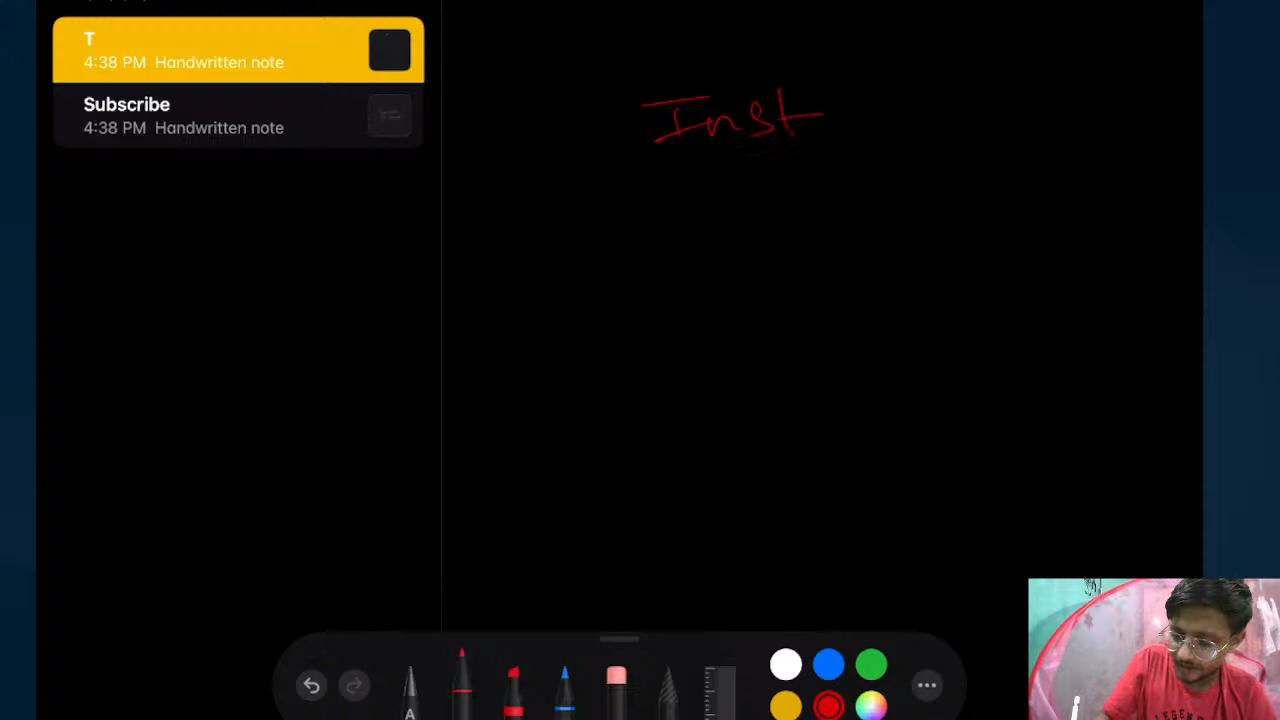 T
4:38 PM Handwritten note
Subscribe
4:38 PM Handwritten note
Inst
A